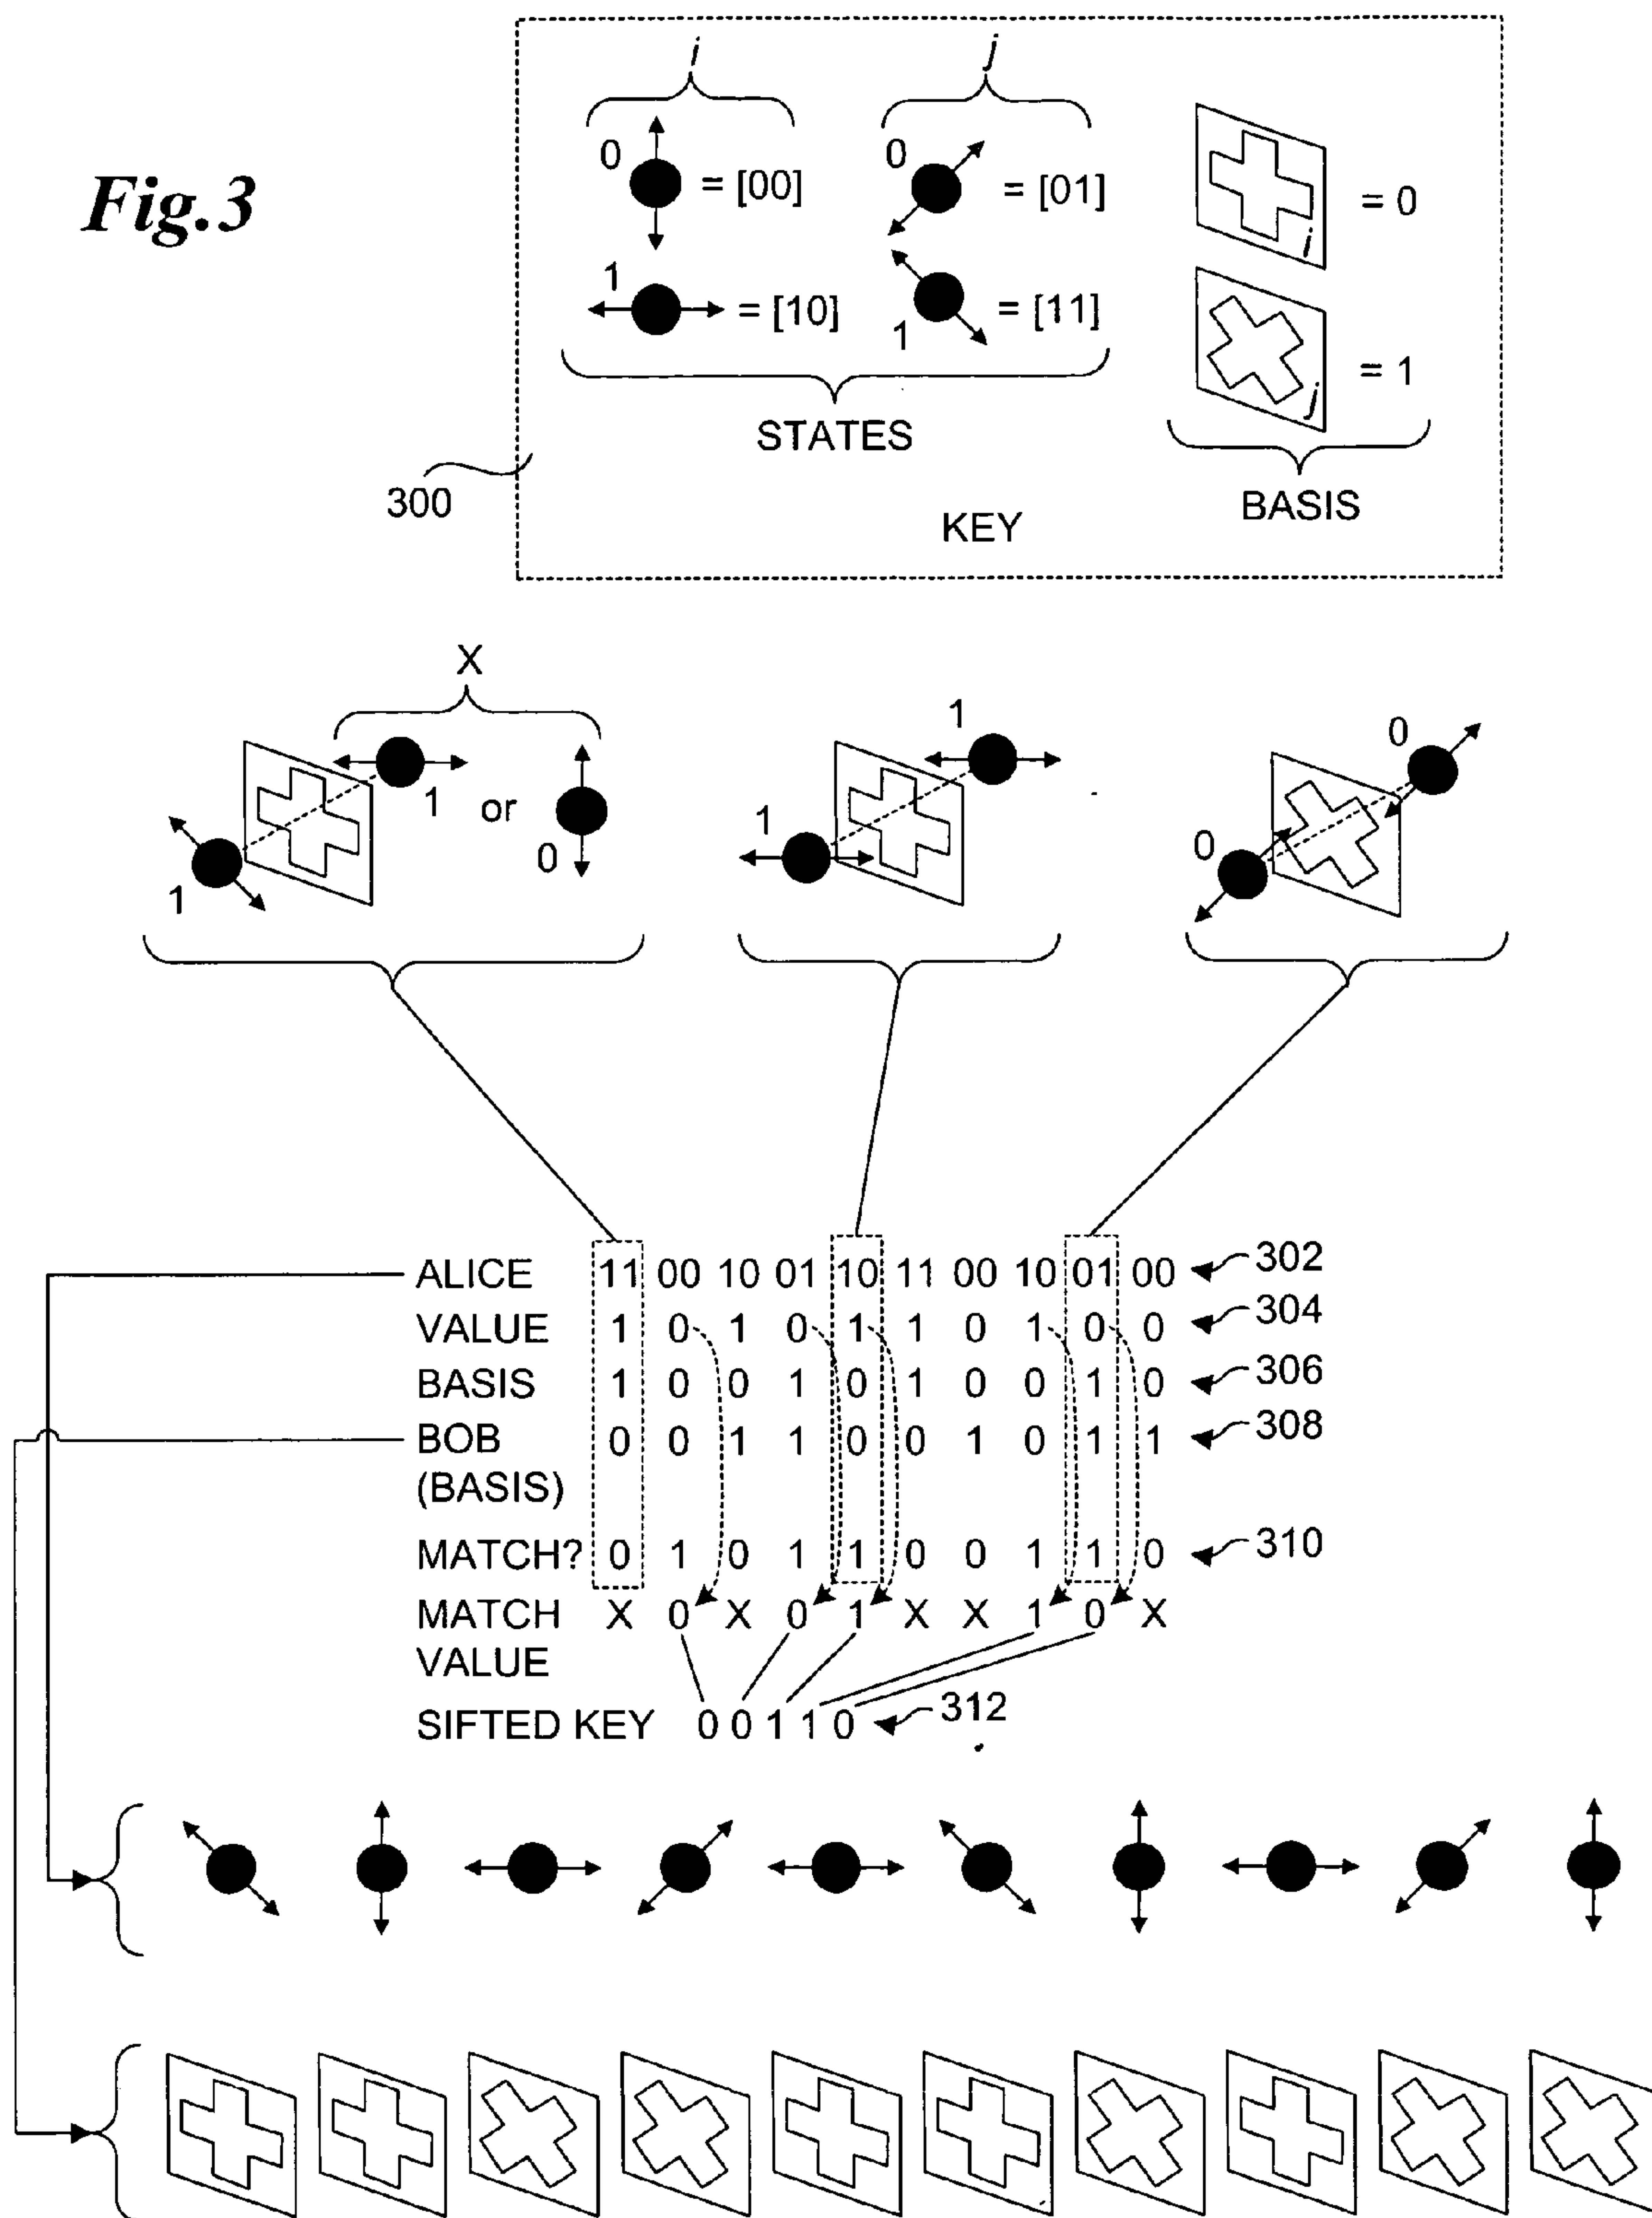 Fig.3
i j
0 = [00] 0 = [01] = 0
i
1 = [10] 1 = [11] = 1
j
STATES
BASIS
300
KEY
X
1 or 0
1
1
1
0
0
ALICE 11 00 10 01 10 11 00 10 01 00 302
VALUE 1 0 1 0 1 1 0 1 0 0 304
BASIS 1 0 0 1 0 1 0 0 1 0 306
BOB 0 0 1 1 0 0 1 0 1 1 308
(BASIS)
MATCH? 0 1 0 1 1 0 0 1 1 0 310
MATCH X 0 X 0 1 X X 1 0 X
VALUE
SIFTED KEY 0 0 1 1 0 312